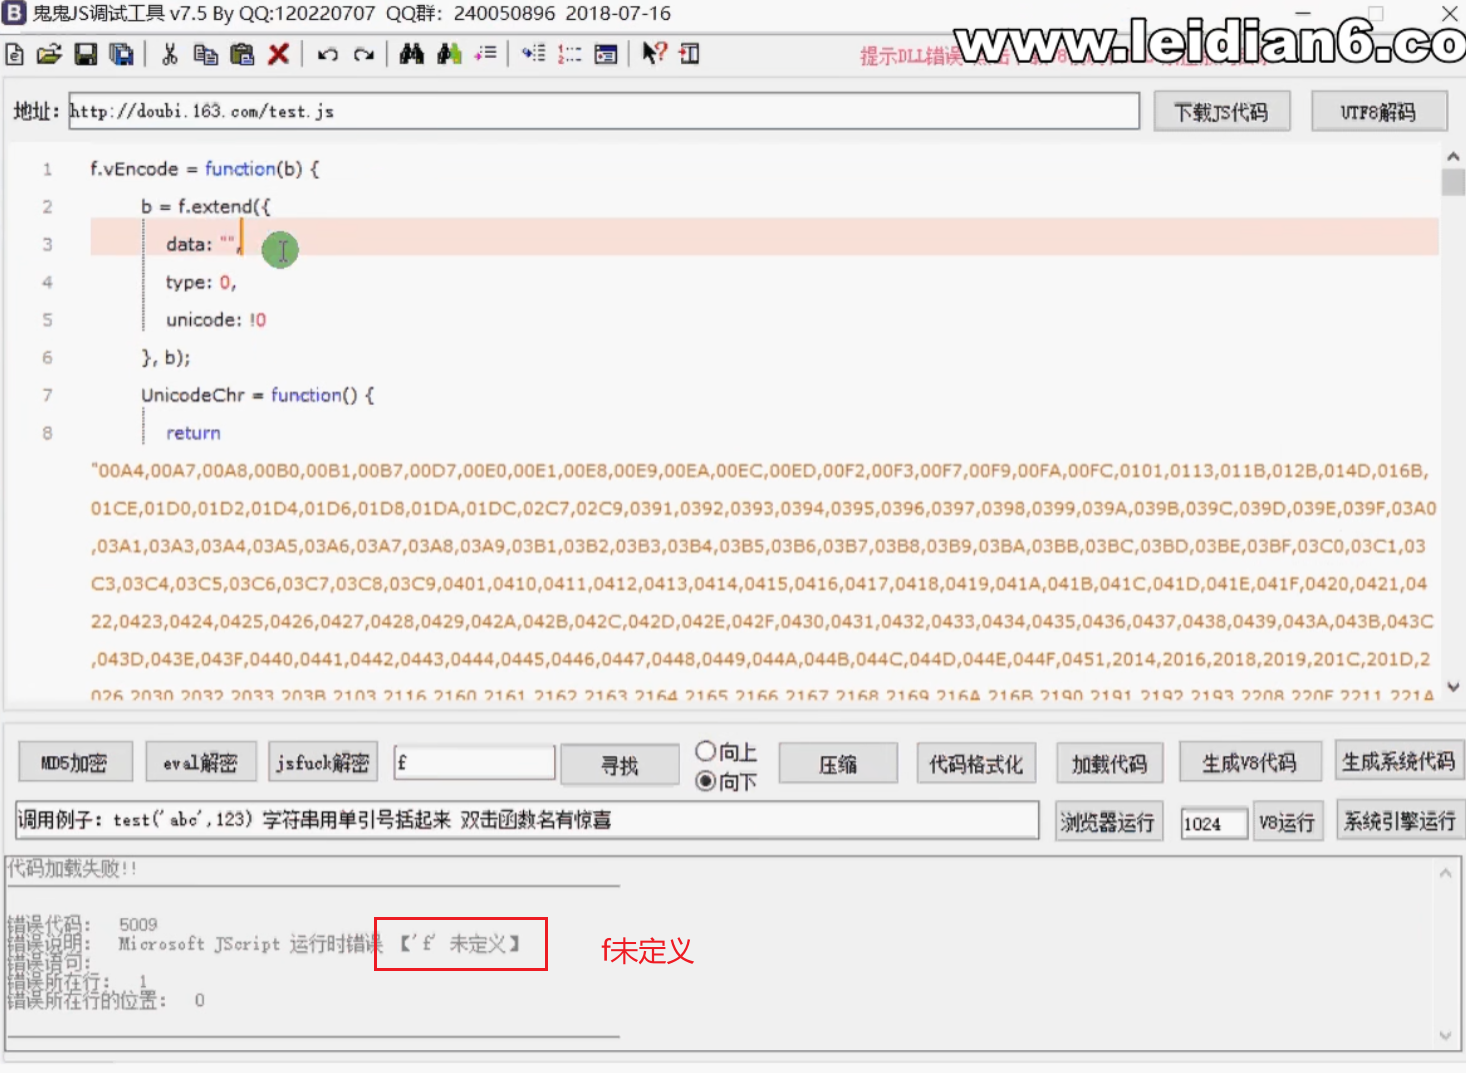 鬼鬼JS调试工具 v7.5 By QQ:120220707 QQ群：240050896 2018-07-16
www.leidian6.co
提示DLL错误
地址： http://doubi.163.com/test.js 下载JS代码 UTF8解码
1 f.vEncode = function(b) {
2 b = f.extend({
3 data: "",
4 type: 0,
5 unicode: !0
6 }, b);
7 UnicodeChr = function() {
8 return
"00A4,00A7,00A8,00B0,00B1,00B7,00D7,00E0,00E1,00E8,00E9,00EA,00EC,00ED,00F2,00F3,00F7,00F9,00FA,00FC,0101,0113,011B,012B,014D,016B,
01CE,01D0,01D2,01D4,01D6,01D8,01DA,01DC,02C7,02C9,0391,0392,0393,0394,0395,0396,0397,0398,0399,039A,039B,039C,039D,039E,039F,03A0
,03A1,03A3,03A4,03A5,03A6,03A7,03A8,03A9,03B1,03B2,03B3,03B4,03B5,03B6,03B7,03B8,03B9,03BA,03BB,03BC,03BD,03BE,03BF,03C0,03C1,03
C3,03C4,03C5,03C6,03C7,03C8,03C9,0401,0410,0411,0412,0413,0414,0415,0416,0417,0418,0419,041A,041B,041C,041D,041E,041F,0420,0421,04
22,0423,0424,0425,0426,0427,0428,0429,042A,042B,042C,042D,042E,042F,0430,0431,0432,0433,0434,0435,0436,0437,0438,0439,043A,043B,043C
,043D,043E,043F,0440,0441,0442,0443,0444,0445,0446,0447,0448,0449,044A,044B,044C,044D,044E,044F,0451,2014,2016,2018,2019,201C,201D,2
026,2030,2032,2033,203B,2103,2116,2160,2161,2162,2163,2164,2165,2166,2167,2168,2169,216A,216B,2190,2191,2192,2193,2208,220F,2211,221A
MD5加密 eval解密 jsfuck解密 f 寻找 向上 向下 压缩 代码格式化 加载代码 生成V8代码 生成系统代码
调用例子：test('abc',123) 字符串用单引号括起来 双击函数名有惊喜 浏览器运行 1024 V8运行 系统引擎运行
代码加载失败!!
错误代码： 5009
错误说明： Microsoft JScript 运行时错误 【'f' 未定义】
f未定义
错误语句：
错误所在行： 1
错误所在行的位置： 0